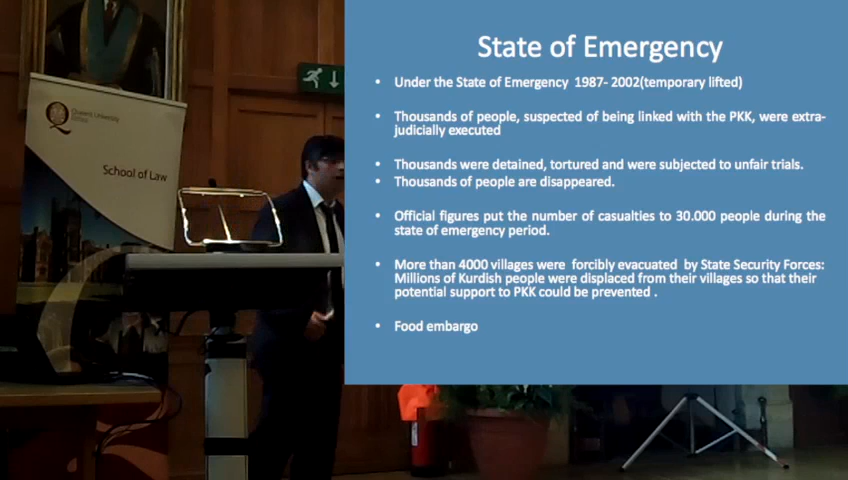 Queen's University
Belfast
School of Law
State of Emergency
• Under the State of Emergency 1987- 2002(temporary lifted)
• Thousands of people, suspected of being linked with the PKK, were extra-
judicially executed
• Thousands were detained, tortured and were subjected to unfair trials.
• Thousands of people are disappeared.
• Official figures put the number of casualties to 30.000 people during the
state of emergency period.
• More than 4000 villages were forcibly evacuated by State Security Forces:
Millions of Kurdish people were displaced from their villages so that their
potential support to PKK could be prevented .
• Food embargo